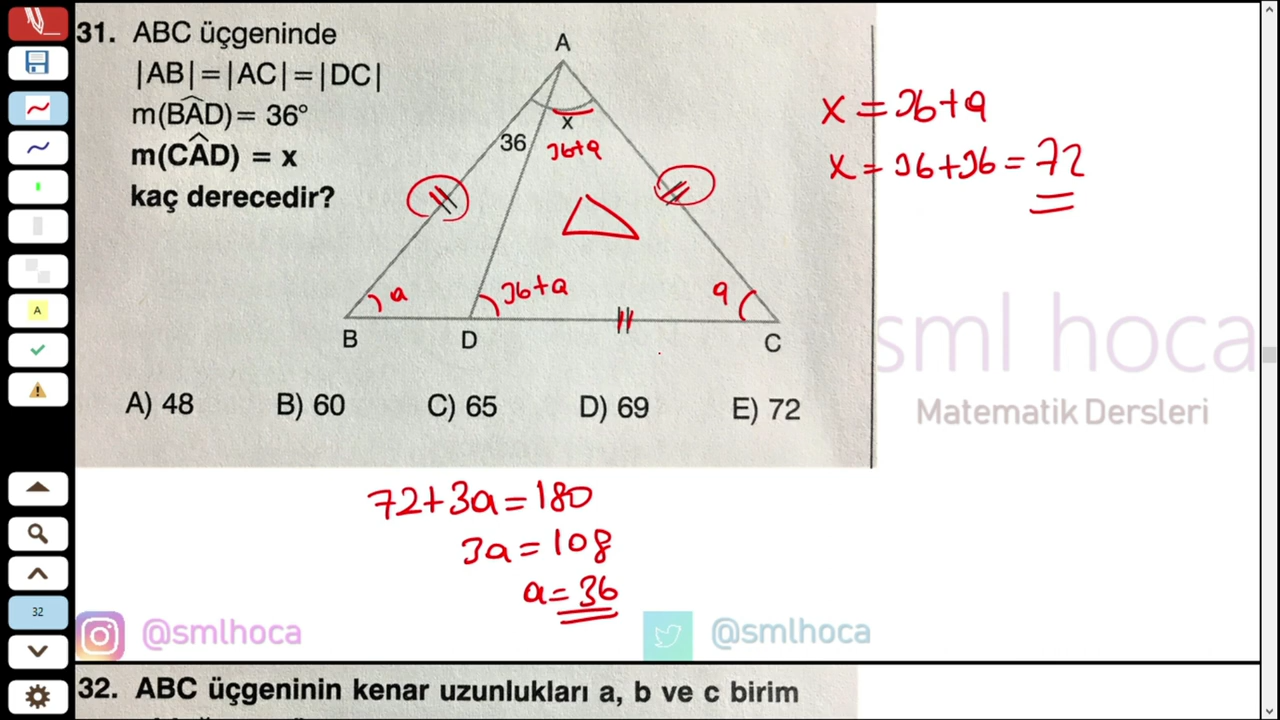 31. ABC üçgeninde
|AB|=|AC|=|DC|
m(BAD)= 36°
m(CAD) = x
kaç derecedir?
A
36
x
36+a
a
36+a
a
B
D
C
A) 48 B) 60 C) 65 D) 69 E) 72
x = 36+a
x = 36+36 = 72
72+3a=180
3a=108
a=36
sml hoca
Matematik Dersleri
@smlhoca @smlhoca
A
32
32. ABC üçgeninin kenar uzunlukları a, b ve c birim